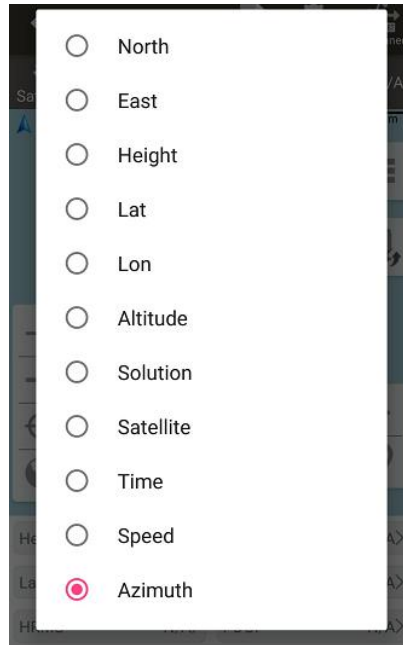 North
East
Height
Lat
Lon
Altitude
Solution
Satellite
Time
Speed
Azimuth